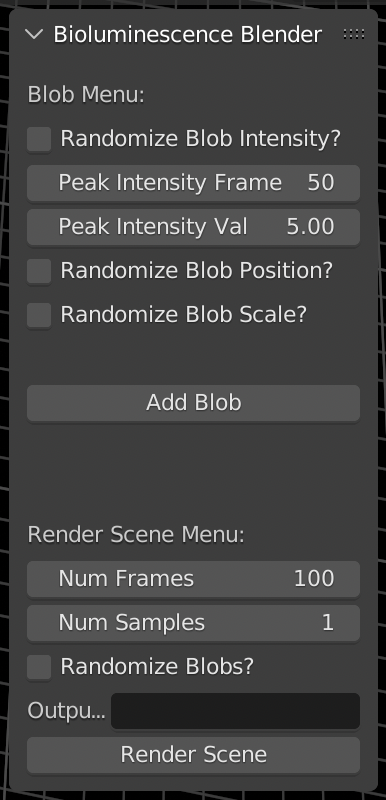 Bioluminescence Blender
Blob Menu:
Randomize Blob Intensity?
Peak Intensity Frame 50
Peak Intensity Val 5.00
Randomize Blob Position?
Randomize Blob Scale?
Add Blob
Render Scene Menu:
Num Frames 100
Num Samples 1
Randomize Blobs?
Outpu...
Render Scene